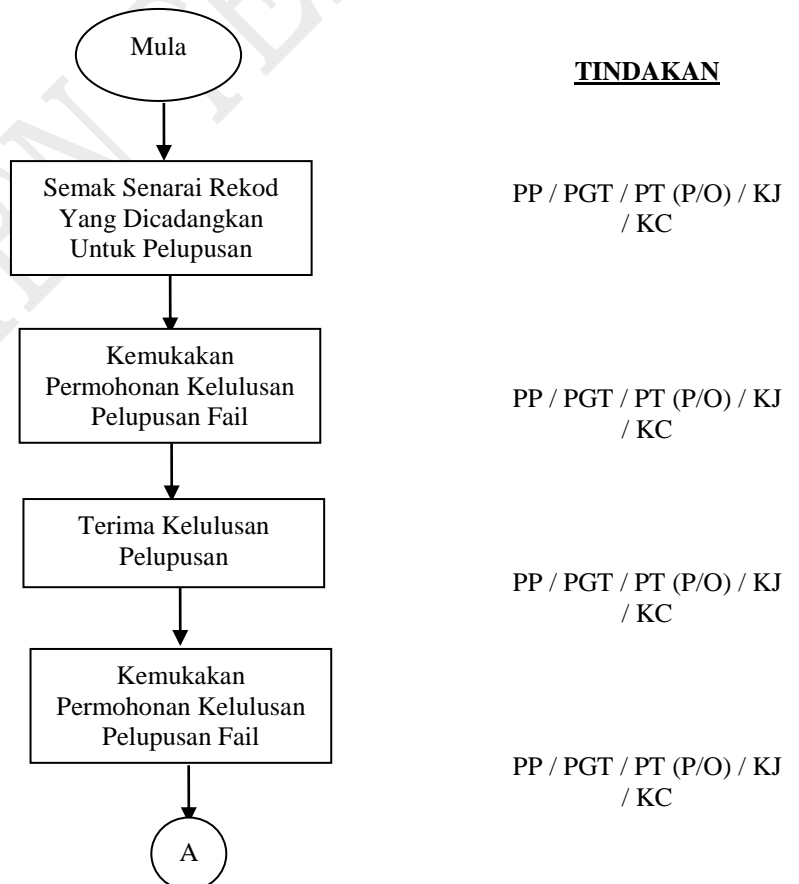 Mula
TINDAKAN
Semak Senarai Rekod
Yang Dicadangkan
Untuk Pelupusan
PP / PGT / PT (P/O) / KJ
/ KC
Kemukakan
Permohonan Kelulusan
Pelupusan Fail
PP / PGT / PT (P/O) / KJ
/ KC
Terima Kelulusan
Pelupusan
PP / PGT / PT (P/O) / KJ
/ KC
Kemukakan
Permohonan Kelulusan
Pelupusan Fail
PP / PGT / PT (P/O) / KJ
/ KC
A